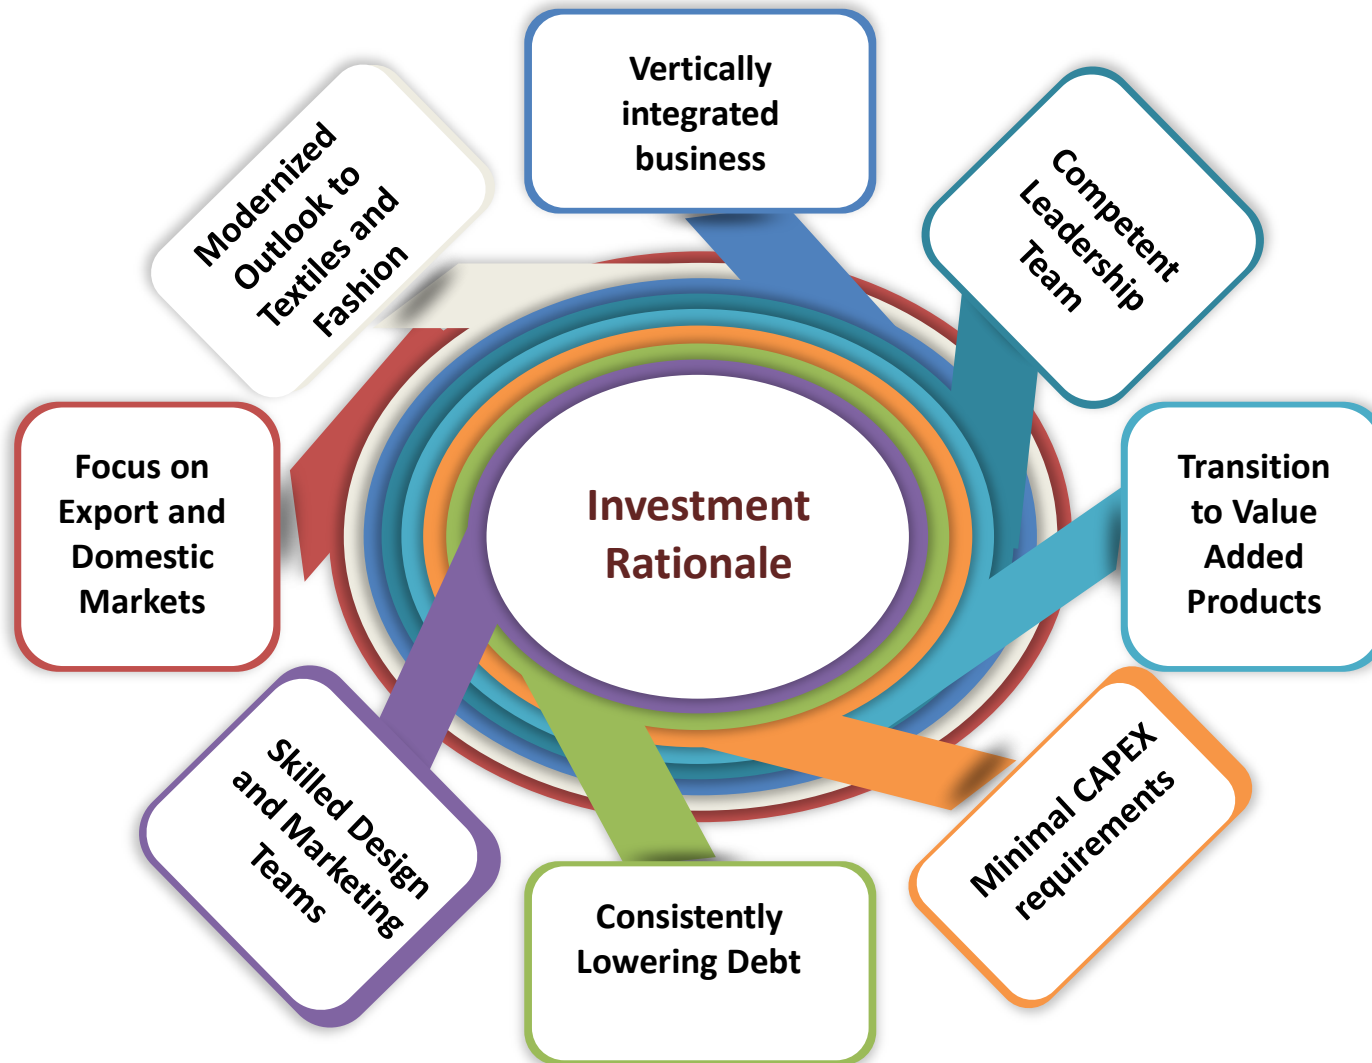 Vertically
integrated
business
Competent
Leadership
Team
Transition
to Value
Added
Products
Minimal CAPEX
requirements
Consistently
Lowering Debt
Skilled Design
and Marketing
Teams
Focus on
Export and
Domestic
Markets
Modernized
Outlook to
Textiles and
Fashion
Investment
Rationale